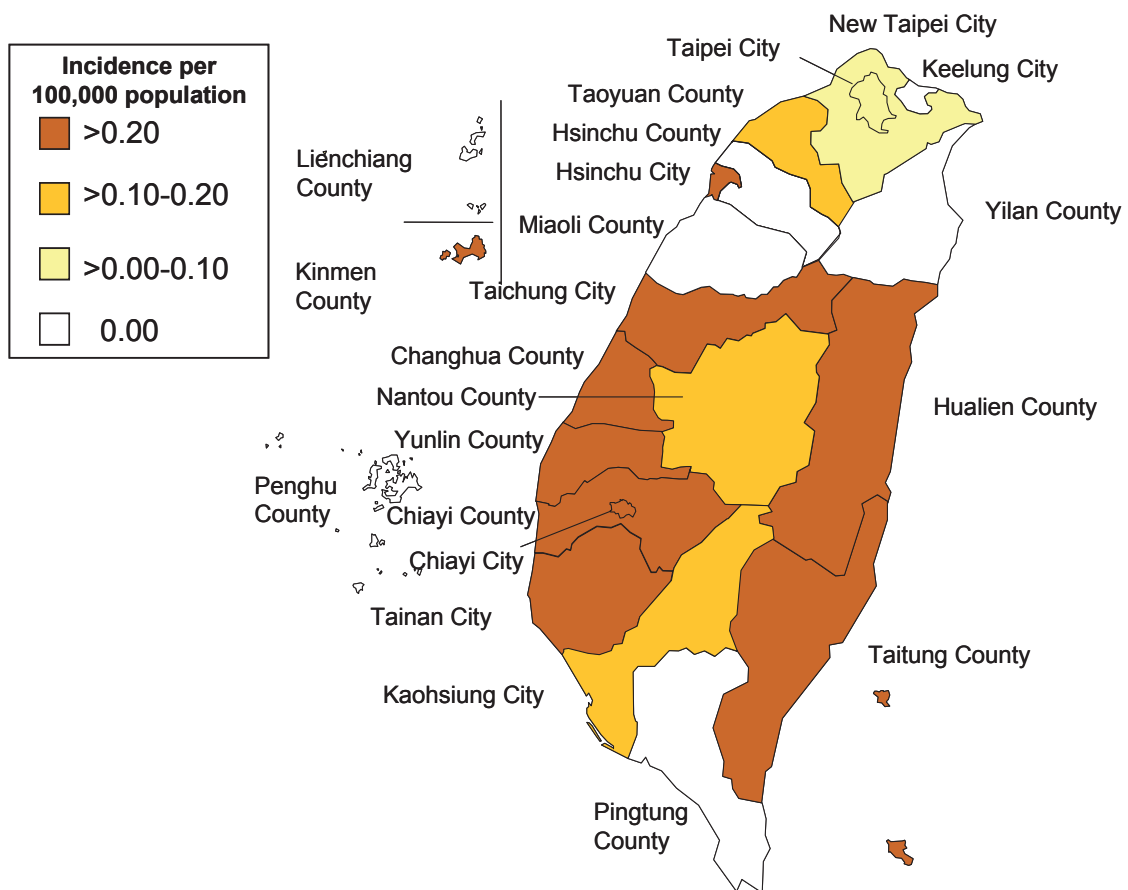 Incidence per
100,000 population
>0.20
>0.10-0.20
>0.00-0.10
0.00
New Taipei City
Taipei City
Keelung City
Taoyuan County
Hsinchu County
Hsinchu City
Lienchiang
County
Miaoli County
Yilan County
Kinmen
County
Taichung City
Changhua County
Nantou County
Hualien County
Yunlin County
Penghu
County
Chiayi County
Chiayi City
Tainan City
Taitung County
Kaohsiung City
Pingtung
County